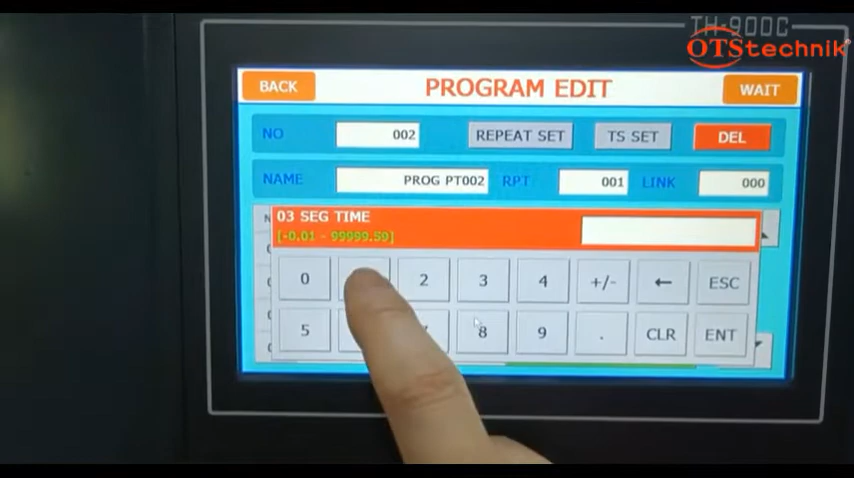 TH-900C
OTStechnik®
BACK PROGRAM EDIT WAIT
NO 002 REPEAT SET TS SET DEL
NAME PROG PT002 RPT 001 LINK 000
03 SEG TIME
[-0.01 - 99999.59]
0 2 3 4 +/- ← ESC
5 8 9 . CLR ENT